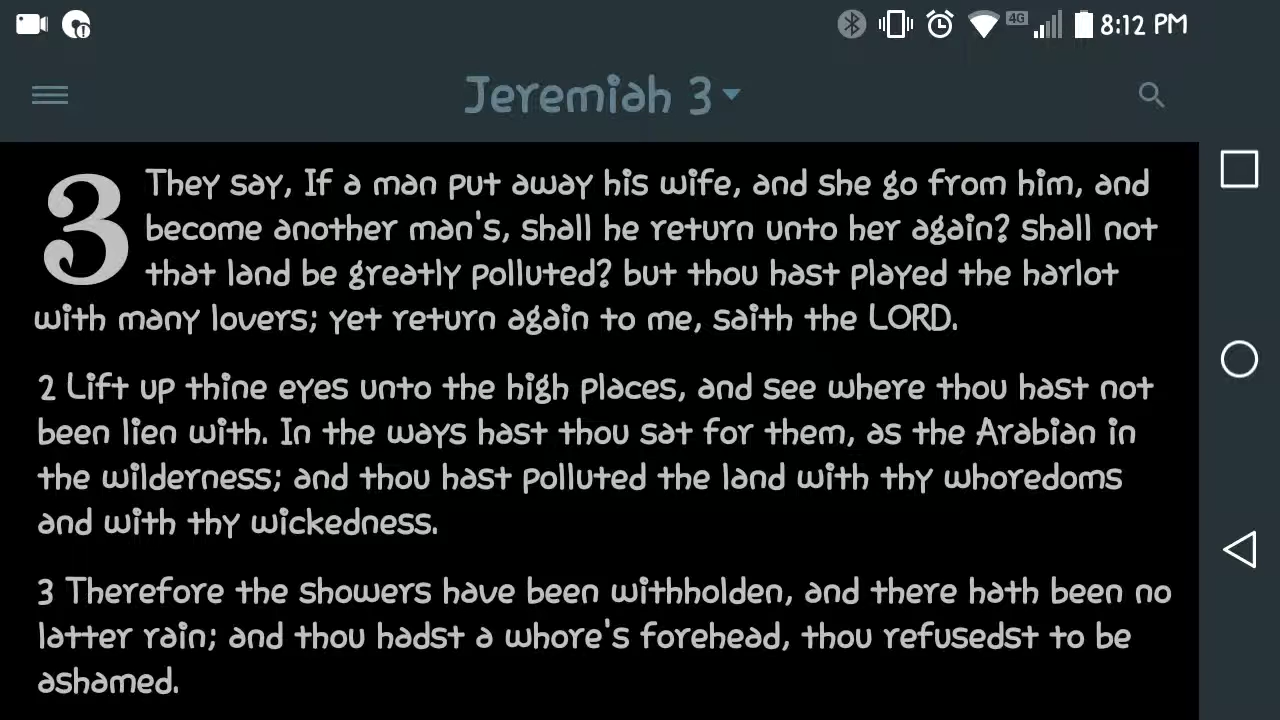 4G 8:12 PM
Jeremiah 3
3 They say, If a man put away his wife, and she go from him, and
become another man's, shall he return unto her again? shall not
that land be greatly polluted? but thou hast played the harlot
with many lovers; yet return again to me, saith the LORD.
2 Lift up thine eyes unto the high places, and see where thou hast not
been lien with. In the ways hast thou sat for them, as the Arabian in
the wilderness; and thou hast polluted the land with thy whoredoms
and with thy wickedness.
3 Therefore the showers have been withholden, and there hath been no
latter rain; and thou hadst a whore's forehead, thou refusedst to be
ashamed.